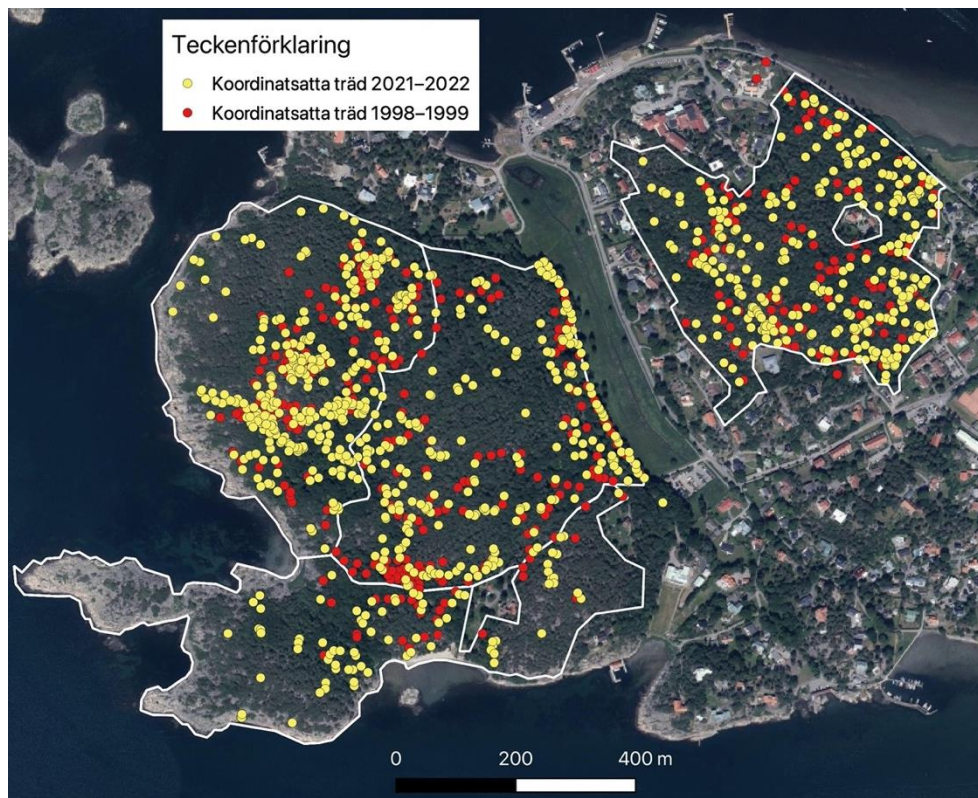 Teckenförklaring
Koordinatsatta träd 2021–2022
Koordinatsatta träd 1998–1999
0 200 400 m